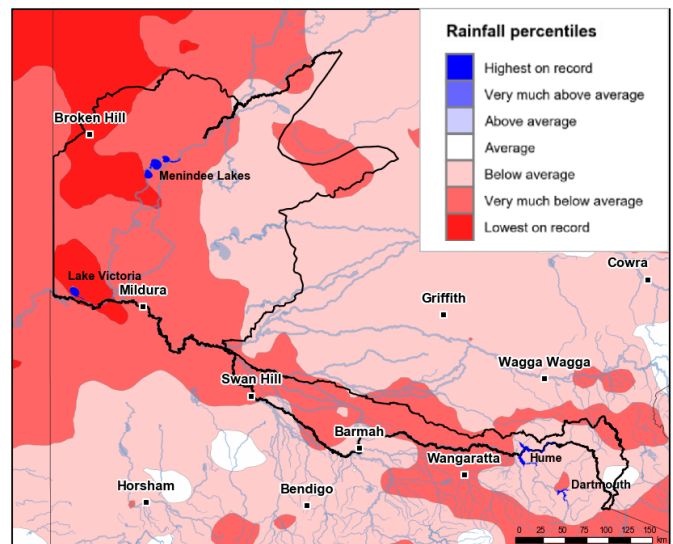 Rainfall percentiles
Highest on record
Very much above average
Above average
Average
Below average
Very much below average
Lowest on record
Broken Hill
Menindee Lakes
Lake Victoria
Mildura
Cowra
Griffith
Wagga Wagga
Swan Hill
Barmah
Wangaratta
Hume
Dartmouth
Horsham
Bendigo
0 25 50 75 100 125 150
km